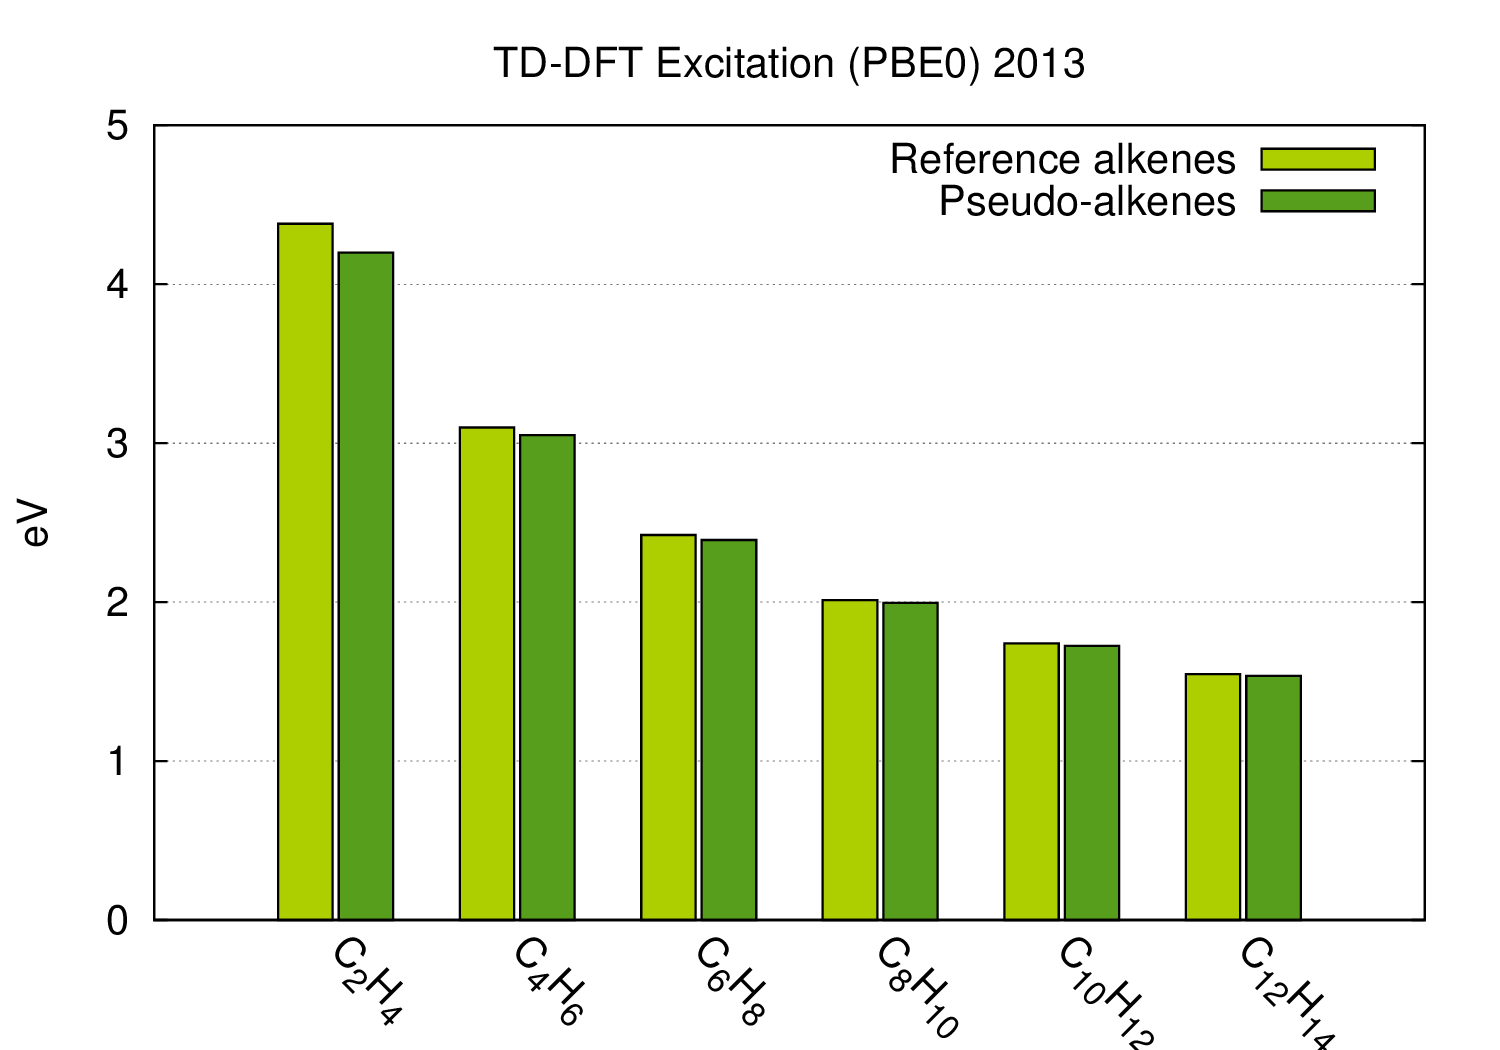 TD-DFT Excitation (PBE0) 2013
Reference alkenes
Pseudo-alkenes
5
4
3
2
1
0
eV
C₂H₄
C₄H₆
C₆H₈
C₈H₁₀
C₁₀H₁₂
C₁₂H₁₄